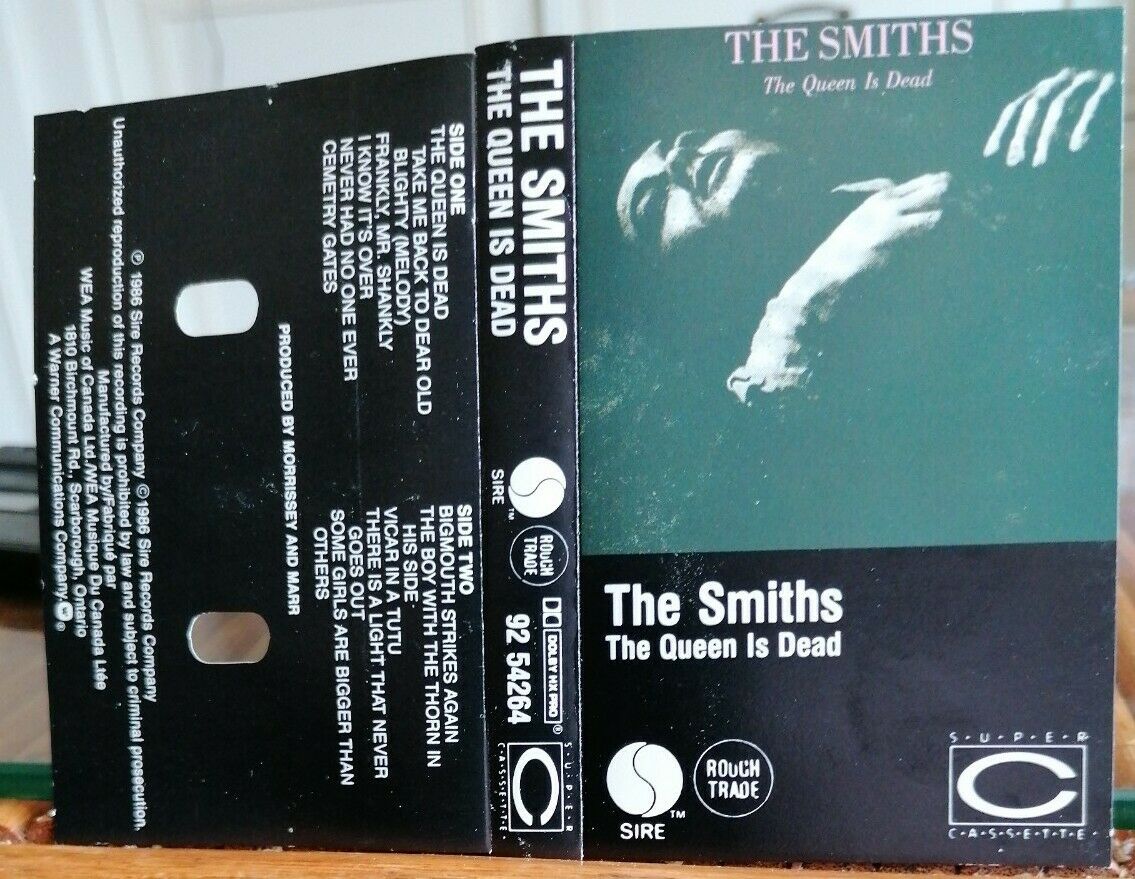 THE SMITHS
The Queen Is Dead
The Smiths
The Queen Is Dead
SIRE
TM
ROUGH
TRADE
S·U·P·E·R
C
C·A·S·S·E·T·T·E
THE SMITHS
THE QUEEN IS DEAD
SIRE
TM
ROUGH
TRADE
DOLBY HX PRO
®
92 54264
S·U·P·E·R
C
C·A·S·S·E·T·T·E
SIDE ONE
THE QUEEN IS DEAD
TAKE ME BACK TO DEAR OLD
BLIGHTY (MELODY)
FRANKLY, MR. SHANKLY
I KNOW IT'S OVER
NEVER HAD NO ONE EVER
CEMETRY GATES
SIDE TWO
BIGMOUTH STRIKES AGAIN
THE BOY WITH THE THORN IN
HIS SIDE
VICAR IN A TUTU
THERE IS A LIGHT THAT NEVER
GOES OUT
SOME GIRLS ARE BIGGER THAN
OTHERS
PRODUCED BY MORRISSEY AND MARR
℗ 1986 Sire Records Company © 1986 Sire Records Company
Unauthorized reproduction of this recording is prohibited by law and subject to criminal prosecution.
Manufactured by/Fabriqué par
WEA Music of Canada Ltd./WEA Musique Du Canada Ltée
1810 Birchmount Rd., Scarborough, Ontario
A Warner Communications Company ®